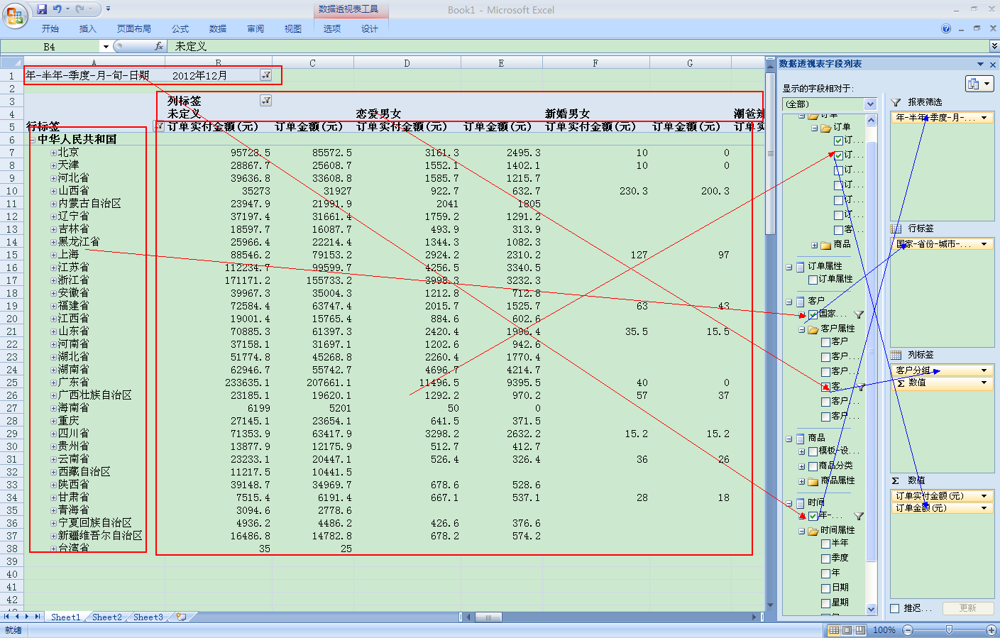 数据透视表工具
Book1 - Microsoft Excel
开始 插入 页面布局 公式 数据 审阅 视图 选项 设计
B4 fx 未定义
A B C D E F G
1 年-半年-季度-月-旬-日期 2012年12月
2
3 列标签
4 未定义 恋爱男女 新婚男女
5 行标签 订单实付金额(元) 订单金额(元) 订单实付金额(元) 订单金额(元) 订单实付金额(元) 订单金额(元)
6 中华人民共和国
7 北京 95723.5 85572.5 3161.3 2495.3 10 0
8 天津 28867.7 25608.7 1552.1 1402.1 10 0
9 河北省 39636.8 33608.8 1585.7 1215.7
10 山西省 35273 31927 922.7 632.7 230.3 200.3
11 内蒙古自治区 23947.9 21991.9 2041 1805
12 辽宁省 37197.4 31661.4 1759.2 1291.2
13 吉林省 18597.7 16087.7 493.9 313.9
14 黑龙江省 25966.4 22214.4 1344.3 1082.3
15 上海 88546.2 79153.2 2924.2 2310.2 127 97
16 江苏省 112234.7 99599.7 4256.5 3340.5
17 浙江省 171171.2 155733.2 3998.3 3232.3
18 安徽省 39967.3 35004.3 1212.8 712.8
19 福建省 72584.4 63747.4 2015.7 1525.7 63 43
20 江西省 19001.4 15765.4 884.6 602.6
21 山东省 70885.3 61397.3 2420.4 1996.4 35.5 15.5
22 河南省 37158.1 31697.1 1202.6 942.6
23 湖北省 51774.8 45268.8 2260.4 1770.4
24 湖南省 62946.7 55742.7 4696.7 4214.7
25 广东省 233635.1 207661.1 11496.5 9395.5 40 0
26 广西壮族自治区 23185.1 19620.1 1292.2 970.2 57 37
27 海南省 6199 5201 50 0
28 重庆 27145.1 23654.1 641.5 371.5
29 四川省 71353.9 63417.9 3298.2 2632.2 15.2 15.2
30 贵州省 13877.9 12175.9 512.7 412.7
31 云南省 23233.1 20447.1 526.4 326.4 36 26
32 西藏自治区 11217.5 10441.5
33 陕西省 39148.7 34969.7 678.6 528.6
34 甘肃省 7515.4 6191.4 667.1 537.1 28 18
35 青海省 3094.6 2778.6
36 宁夏回族自治区 4936.2 4486.2 426.6 376.6
37 新疆维吾尔自治区 16486.8 14782.8 678.2 574.2
38 台湾省 35 25
39
40
41
42
Sheet1 Sheet2 Sheet3
就绪
100%
数据透视表字段列表
显示的字段相对于:
(全部)
订单
订单
订...
订...
订...
订...
订...
订...
客...
商品
订单属性
订单属性
客户
国家...
客户属性
客户
客户...
客户...
客...
客户...
客户...
商品
模板-设...
商品分类
商品属性
时间
年-...
时间属性
半年
季度
年
日期
星期
报表筛选
年-半年-季度-月-...
行标签
国家-省份-城市-...
列标签
客户分组
Σ 数值
Σ 数值
订单实付金额(元)
订单金额(元)
推迟...
更新